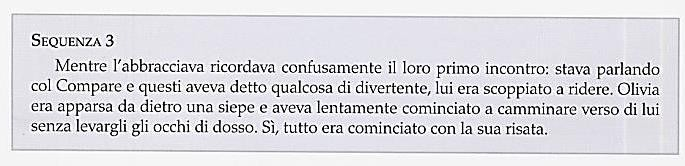 SEQUENZA 3
Mentre l'abbracciava ricordava confusamente il loro primo incontro: stava parlando
col Compare e questi aveva detto qualcosa di divertente, lui era scoppiato a ridere. Olivia
era apparsa da dietro una siepe e aveva lentamente cominciato a camminare verso di lui
senza levargli gli occhi di dosso. Sì, tutto era cominciato con la sua risata.